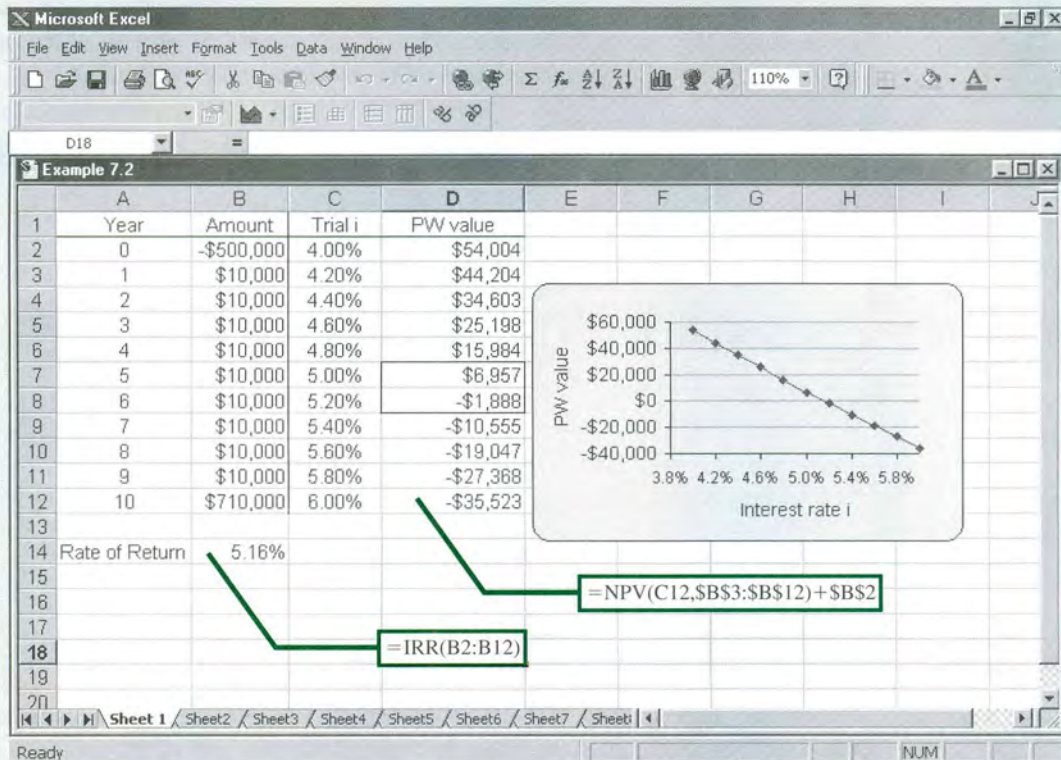 Microsoft Excel
File Edit View Insert Format Tools Data Window Help
110%
D18 =
Example 7.2
A B C D E F G H I J
1 Year Amount Trial i PW value
2 0 -$500,000 4.00% $54,004
3 1 $10,000 4.20% $44,204
4 2 $10,000 4.40% $34,603
5 3 $10,000 4.60% $25,198
6 4 $10,000 4.80% $15,984
7 5 $10,000 5.00% $6,957
8 6 $10,000 5.20% -$1,888
9 7 $10,000 5.40% -$10,555
10 8 $10,000 5.60% -$19,047
11 9 $10,000 5.80% -$27,368
12 10 $710,000 6.00% -$35,523
13
14 Rate of Return 5.16%
15
16
17
18
19
20
PW value
$60,000
$40,000
$20,000
$0
-$20,000
-$40,000
3.8% 4.2% 4.6% 5.0% 5.4% 5.8%
Interest rate i
=NPV(C12,$B$3:$B$12)+$B$2
=IRR(B2:B12)
Sheet 1 Sheet2 Sheet3 Sheet4 Sheet5 Sheet6 Sheet7
Ready NUM